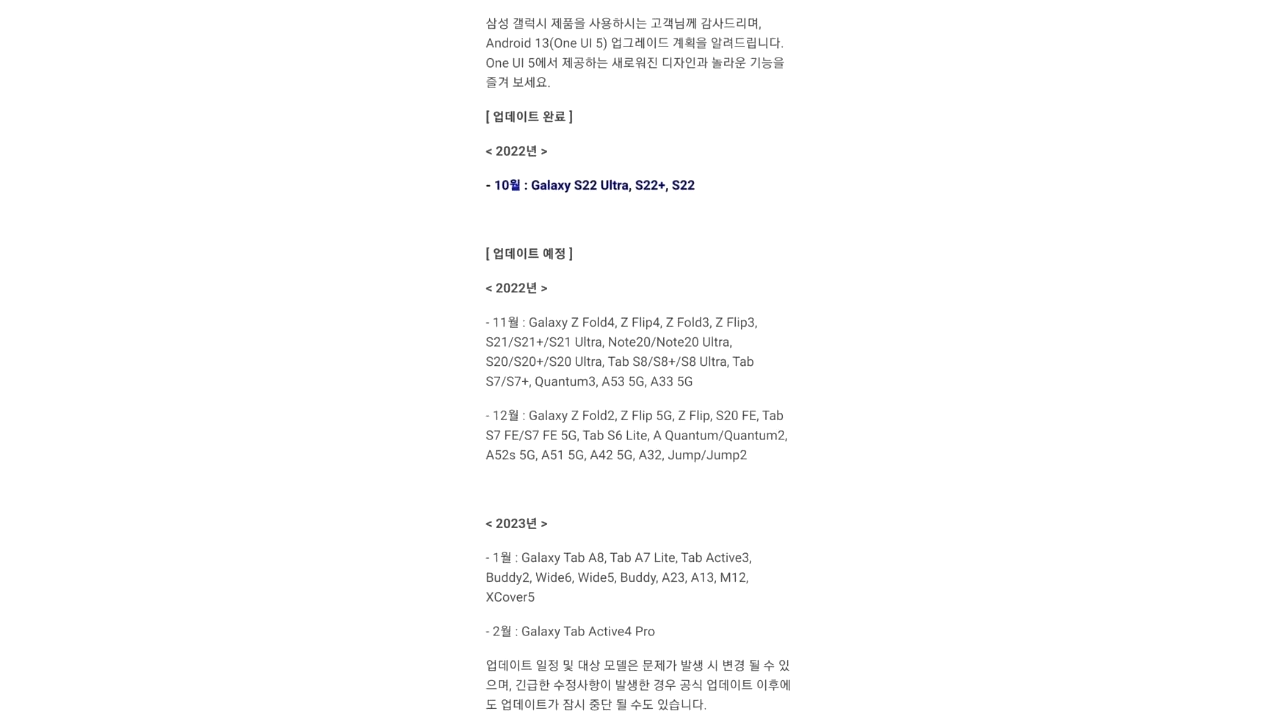 삼성 갤럭시 제품을 사용하시는 고객님께 감사드리며,
Android 13(One UI 5) 업그레이드 계획을 알려드립니다.
One UI 5에서 제공하는 새로워진 디자인과 놀라운 기능을
즐겨 보세요.
[ 업데이트 완료 ]
< 2022년 >
- 10월 : Galaxy S22 Ultra, S22+, S22
[ 업데이트 예정 ]
< 2022년 >
- 11월 : Galaxy Z Fold4, Z Flip4, Z Fold3, Z Flip3,
S21/S21+/S21 Ultra, Note20/Note20 Ultra,
S20/S20+/S20 Ultra, Tab S8/S8+/S8 Ultra, Tab
S7/S7+, Quantum3, A53 5G, A33 5G
- 12월 : Galaxy Z Fold2, Z Flip 5G, Z Flip, S20 FE, Tab
S7 FE/S7 FE 5G, Tab S6 Lite, A Quantum/Quantum2,
A52s 5G, A51 5G, A42 5G, A32, Jump/Jump2
< 2023년 >
- 1월 : Galaxy Tab A8, Tab A7 Lite, Tab Active3,
Buddy2, Wide6, Wide5, Buddy, A23, A13, M12,
XCover5
- 2월 : Galaxy Tab Active4 Pro
업데이트 일정 및 대상 모델은 문제가 발생 시 변경 될 수 있
으며, 긴급한 수정사항이 발생한 경우 공식 업데이트 이후에
도 업데이트가 잠시 중단 될 수도 있습니다.